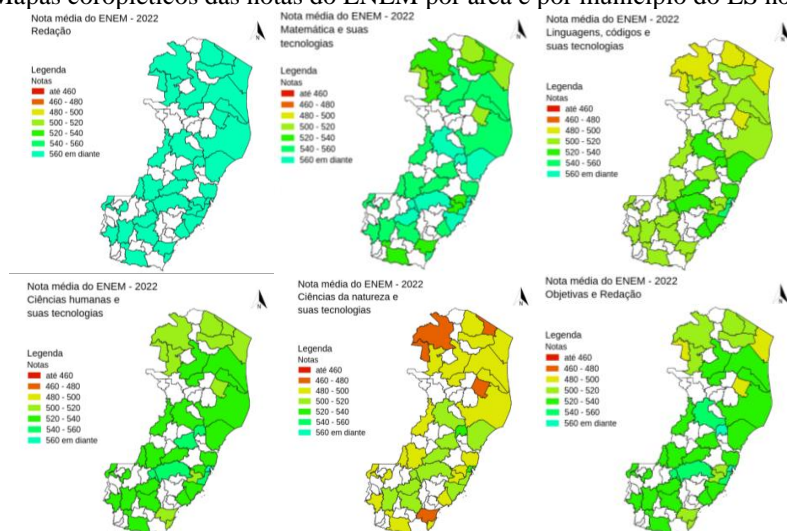 Mapas coropléticos das notas do ENEM por área e por município do ES no
Nota média do ENEM - 2022
Redação
Legenda
Notas
até 460
460 - 480
480 - 500
500 - 520
520 - 540
540 - 560
560 em diante
Nota média do ENEM - 2022
Matemática e suas
tecnologias
Legenda
Notas
até 460
460 - 480
480 - 500
500 - 520
520 - 540
540 - 560
560 em diante
Nota média do ENEM - 2022
Linguagens, códigos e
suas tecnologias
Legenda
Notas
até 460
460 - 480
480 - 500
500 - 520
520 - 540
540 - 560
560 em diante
Nota média do ENEM - 2022
Ciências humanas e
suas tecnologias
Legenda
Notas
até 460
460 - 480
480 - 500
500 - 520
520 - 540
540 - 560
560 em diante
Nota média do ENEM - 2022
Ciências da natureza e
suas tecnologias
Legenda
Notas
até 460
460 - 480
480 - 500
500 - 520
520 - 540
540 - 560
560 em diante
Nota média do ENEM - 2022
Objetivas e Redação
Legenda
Notas
até 460
460 - 480
480 - 500
500 - 520
520 - 540
540 - 560
560 em diante